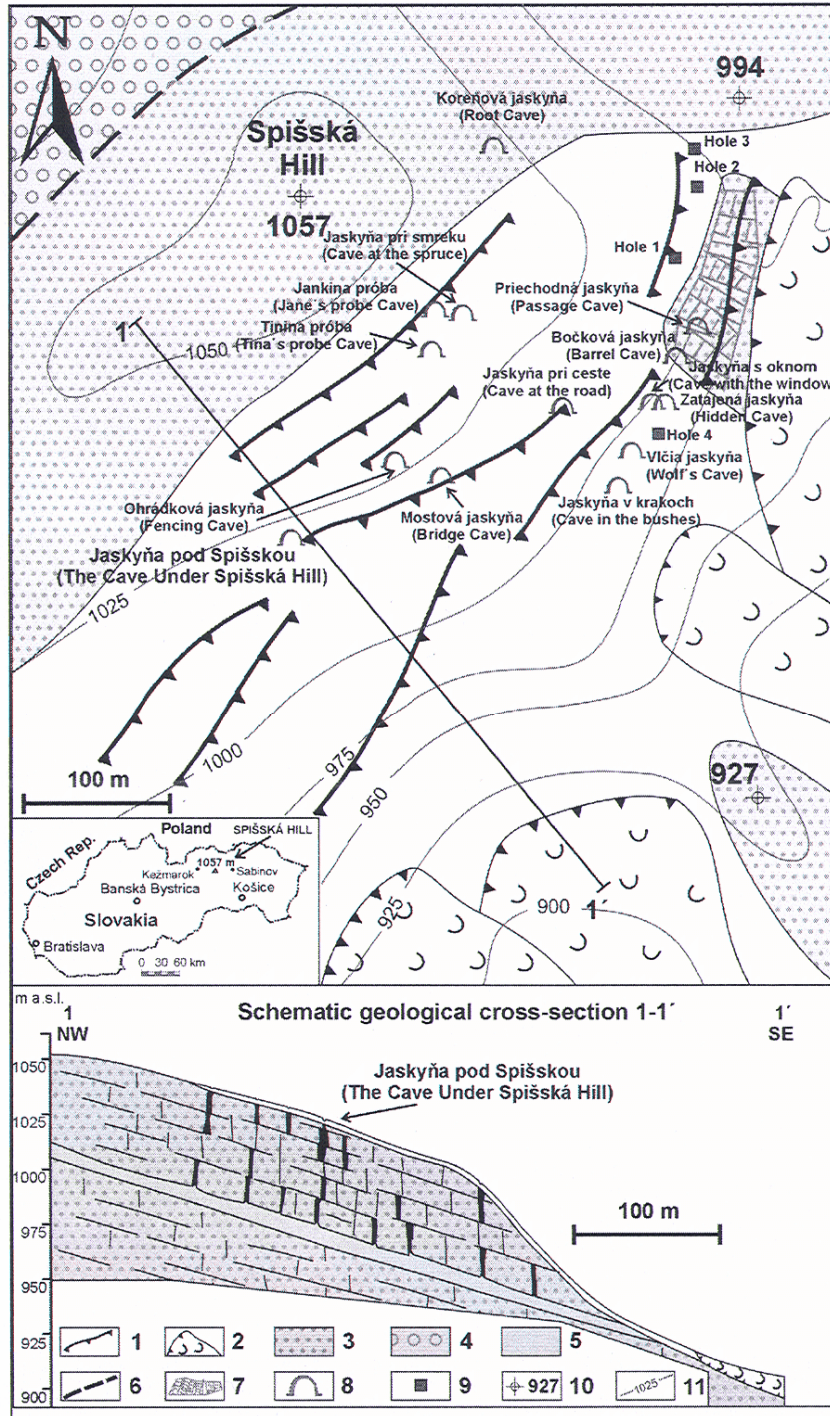 N
994
Koreňová jaskyňa
(Root Cave)
Hole 3
Spišská
Hill
Hole 2
1057
Jaskyňa pri smreku
(Cave at the spruce)
Hole 1
Jankina próba
(Jane´s probe Cave)
Priechodná jaskyňa
(Passage Cave)
1
Tinina próba
(Tina´s probe Cave)
1050
Bočková jaskyňa
(Barrel Cave)
Jaskyňa pri ceste
(Cave at the road)
Jaskyňa s oknom
(Cave with the window
Zatajená jaskyňa
(Hidden Cave)
Hole 4
Vlčia jaskyňa
(Wolf´s Cave)
Ohrádková jaskyňa
(Fencing Cave)
Mostová jaskyňa
(Bridge Cave)
Jaskyňa v krakoch
(Cave in the bushes)
Jaskyňa pod Spišskou
(The Cave Under Spišská Hill)
1025
1000
975
950
927
100 m
925
900
1´
Poland
SPIŠSKÁ HILL
Czech Rep.
1057 m
Kežmarok
Sabinov
Banská Bystrica
Košice
Slovakia
Bratislava
0 30 60 km
m a.s.l.
1
NW
Schematic geological cross-section 1-1´
1´
SE
Jaskyňa pod Spišskou
(The Cave Under Spišská Hill)
1050
1025
1000
975
950
925
900
100 m
1
2
3
4
5
6
7
8
9
927
10
1025
11